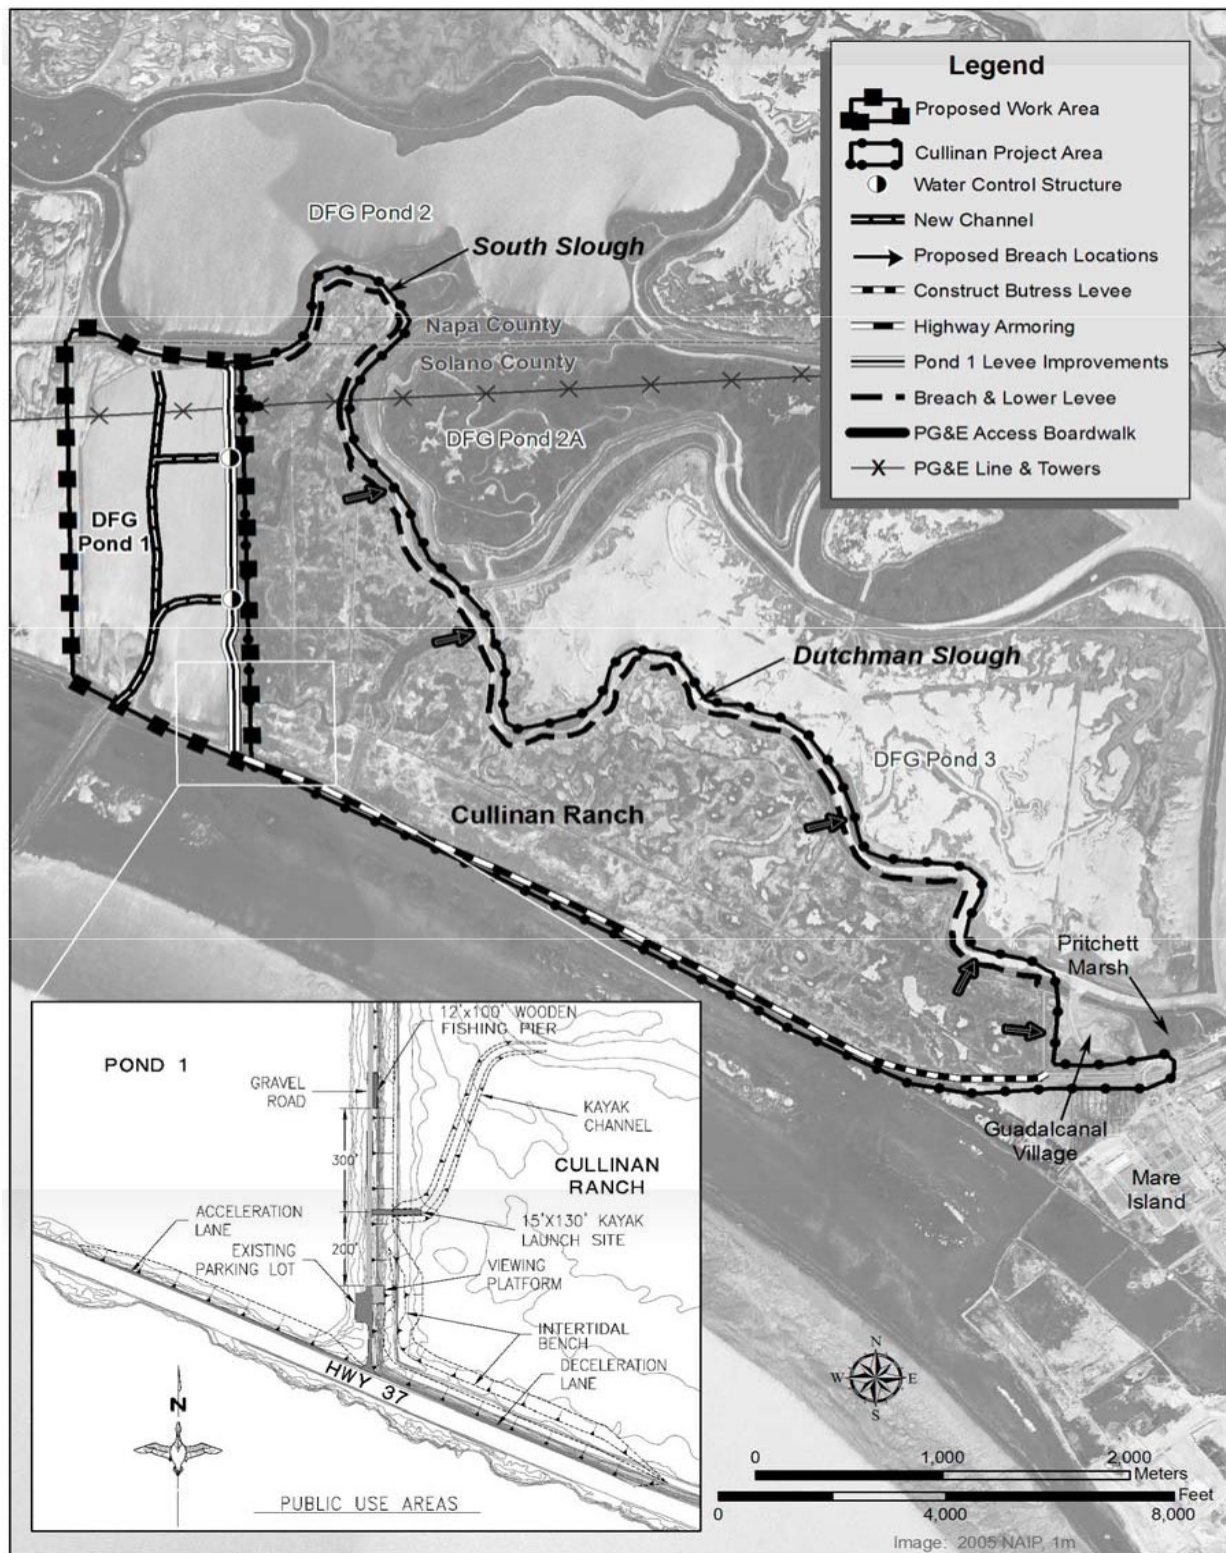 Legend
Proposed Work Area
Cullinan Project Area
Water Control Structure
New Channel
Proposed Breach Locations
Construct Butress Levee
Highway Armoring
Pond 1 Levee Improvements
Breach & Lower Levee
PG&E Access Boardwalk
PG&E Line & Towers
DFG Pond 2
South Slough
Napa County
Solano County
DFG Pond 2A
DFG
Pond 1
Dutchman Slough
DFG Pond 3
Cullinan Ranch
Pritchett
Marsh
Guadalcanal
Village
Mare
Island
POND 1
12'x100' WOODEN
FISHING PIER
GRAVEL
ROAD
KAYAK
CHANNEL
300'
CULLINAN
RANCH
ACCELERATION
LANE
15'X130' KAYAK
LAUNCH SITE
EXISTING
PARKING LOT
200'
VIEWING
PLATFORM
INTERTIDAL
BENCH
DECELERATION
LANE
HWY 37
N
PUBLIC USE AREAS
N
W E
S
0 1,000 2,000
Meters
Feet
0 4,000 8,000
Image: 2005 NAIP, 1m